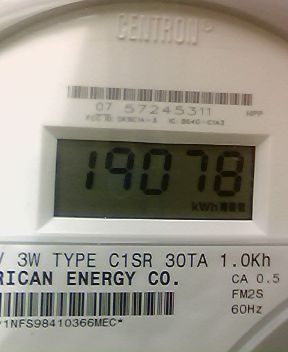 CENTRON
07 57245311 HPP
19078
kWh
V 3W TYPE C1SR 30TA 1.0Kh
RICAN ENERGY CO. CA 0.5
FM2S
60Hz
*1NFS98410366MEC*